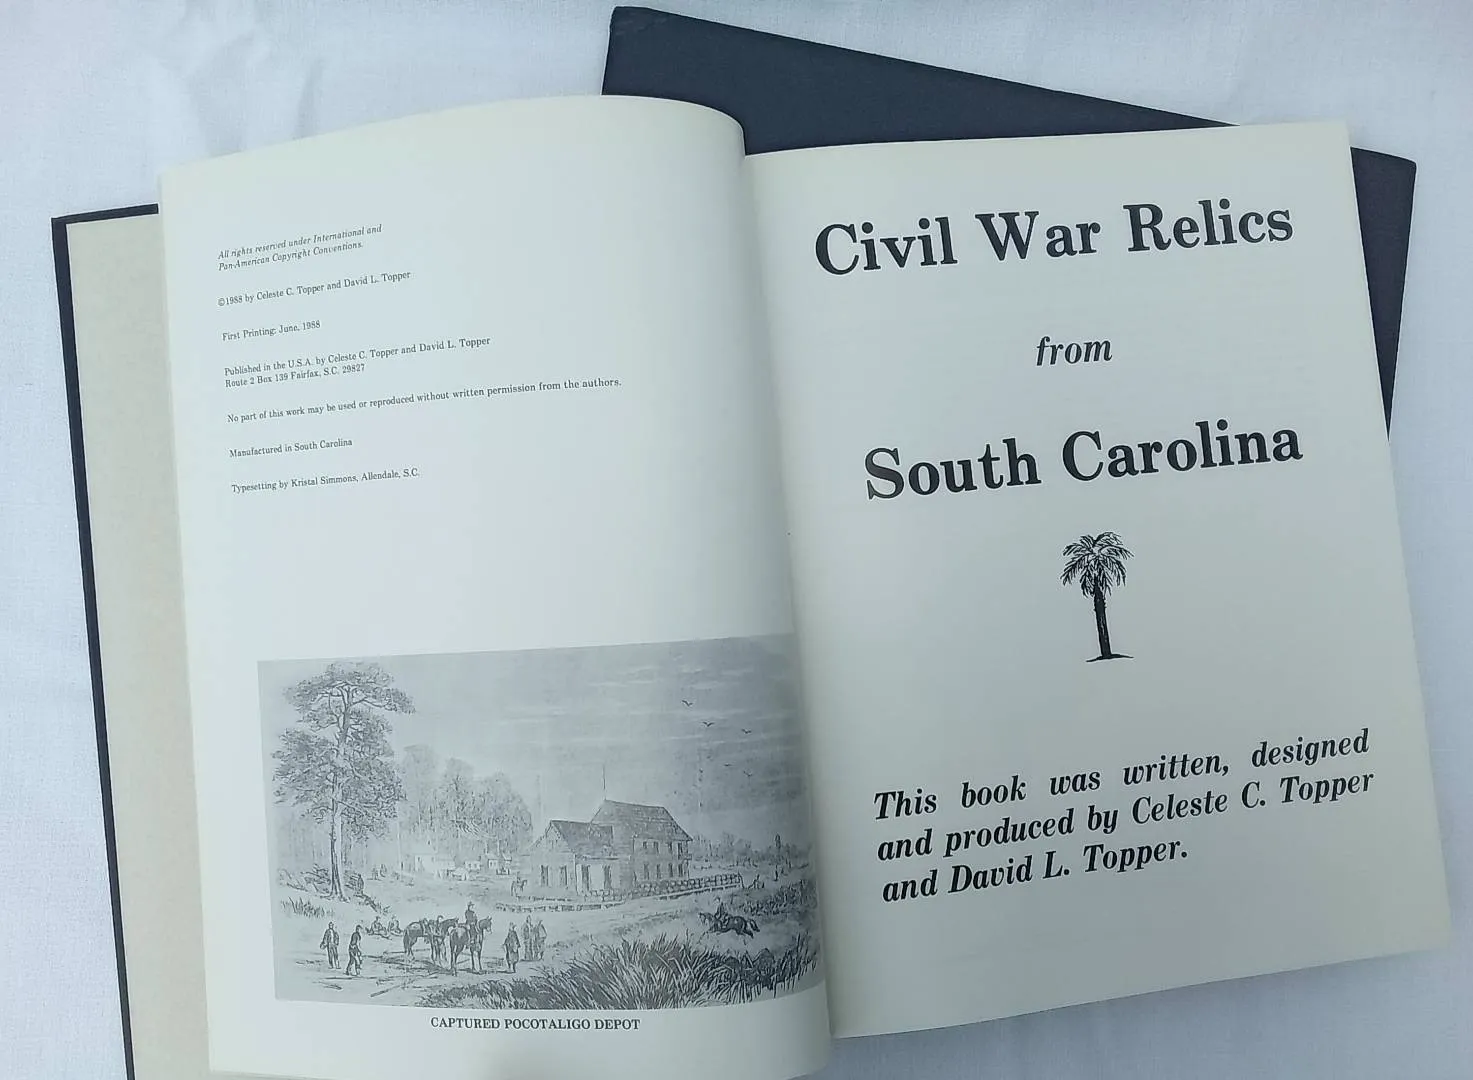 All rights reserved under International and
Pan-American Copyright Conventions.
©1988 by Celeste C. Topper and David L. Topper
First Printing: June, 1988
Published in the U.S.A. by Celeste C. Topper and David L. Topper
Route 2 Box 139 Fairfax, S.C. 29827
No part of this work may be used or reproduced without written permission from the authors.
Manufactured in South Carolina
Typesetting by Kristal Simmons, Allendale, S.C.
CAPTURED POCOTALIGO DEPOT
Civil War Relics
from
South Carolina
This book was written, designed
and produced by Celeste C. Topper
and David L. Topper.